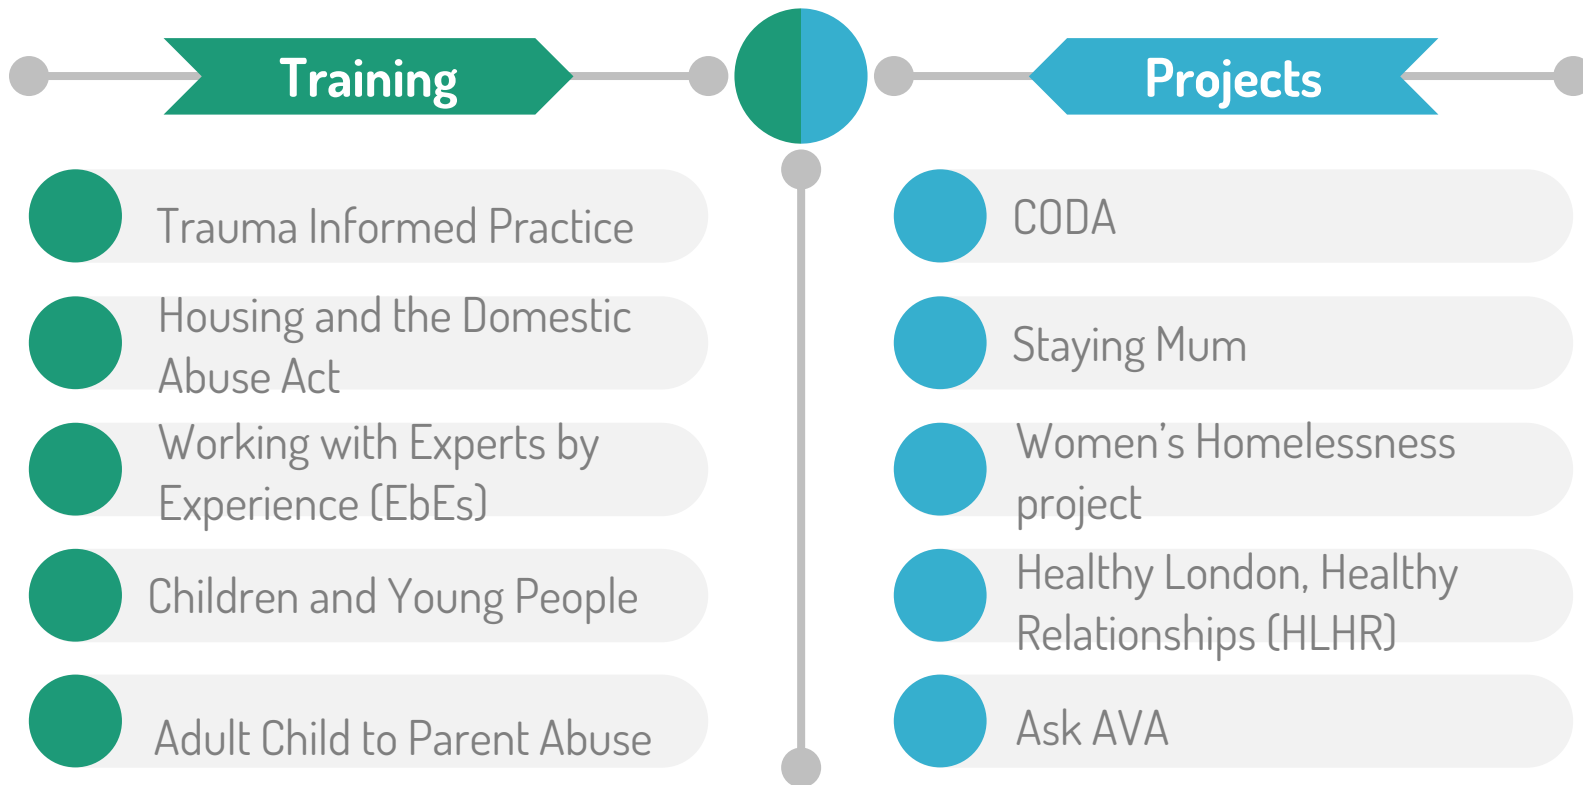 Training
Trauma Informed Practice
Housing and the Domestic
Abuse Act
Working with Experts by
Experience (EbEs)
Children and Young People
Adult Child to Parent Abuse
Projects
CODA
Staying Mum
Women’s Homelessness
project
Healthy London, Healthy
Relationships (HLHR)
Ask AVA